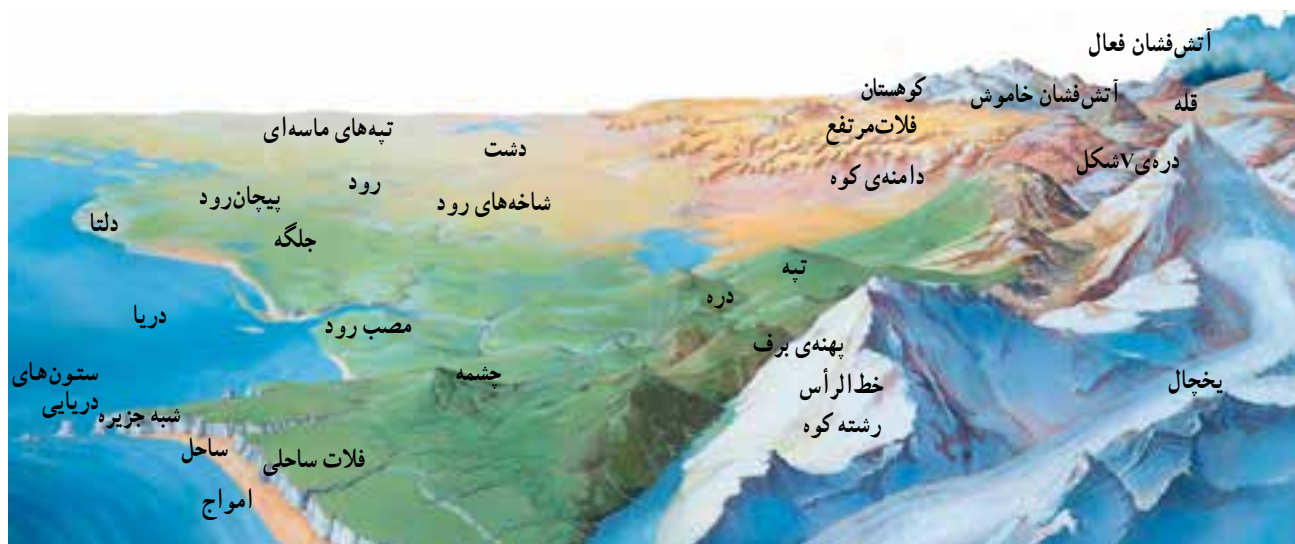 آتش‌فشان فعال
کوهستان
آتش‌فشان خاموش
قله
تپه‌های ماسه‌ای
فلات مرتفع
دشت
دره‌ی V شکل
دامنه‌ی کوه
رود
پیچان‌رود
شاخه‌های رود
دلتا
جلگه
تپه
دره
دریا
مصب رود
پهنه‌ی برف
چشمه
ستون‌های
دریایی
خط‌الرأس
یخچال
شبه جزیره
رشته کوه
ساحل
فلات ساحلی
امواج